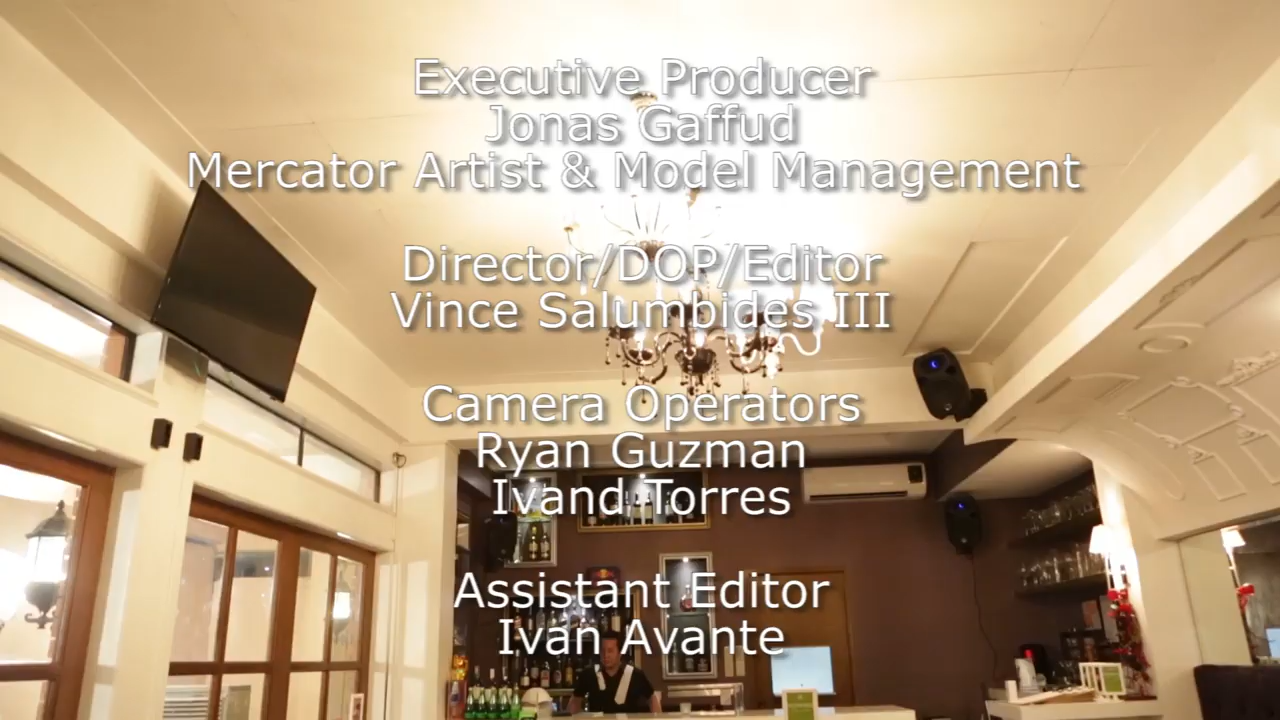 Executive Producer
Jonas Gaffud
Mercator Artist & Model Management
Director/DOP/Editor
Vince Salumbides III
Camera Operators
Ryan Guzman
Ivand Torres
Assistant Editor
Ivan Avante